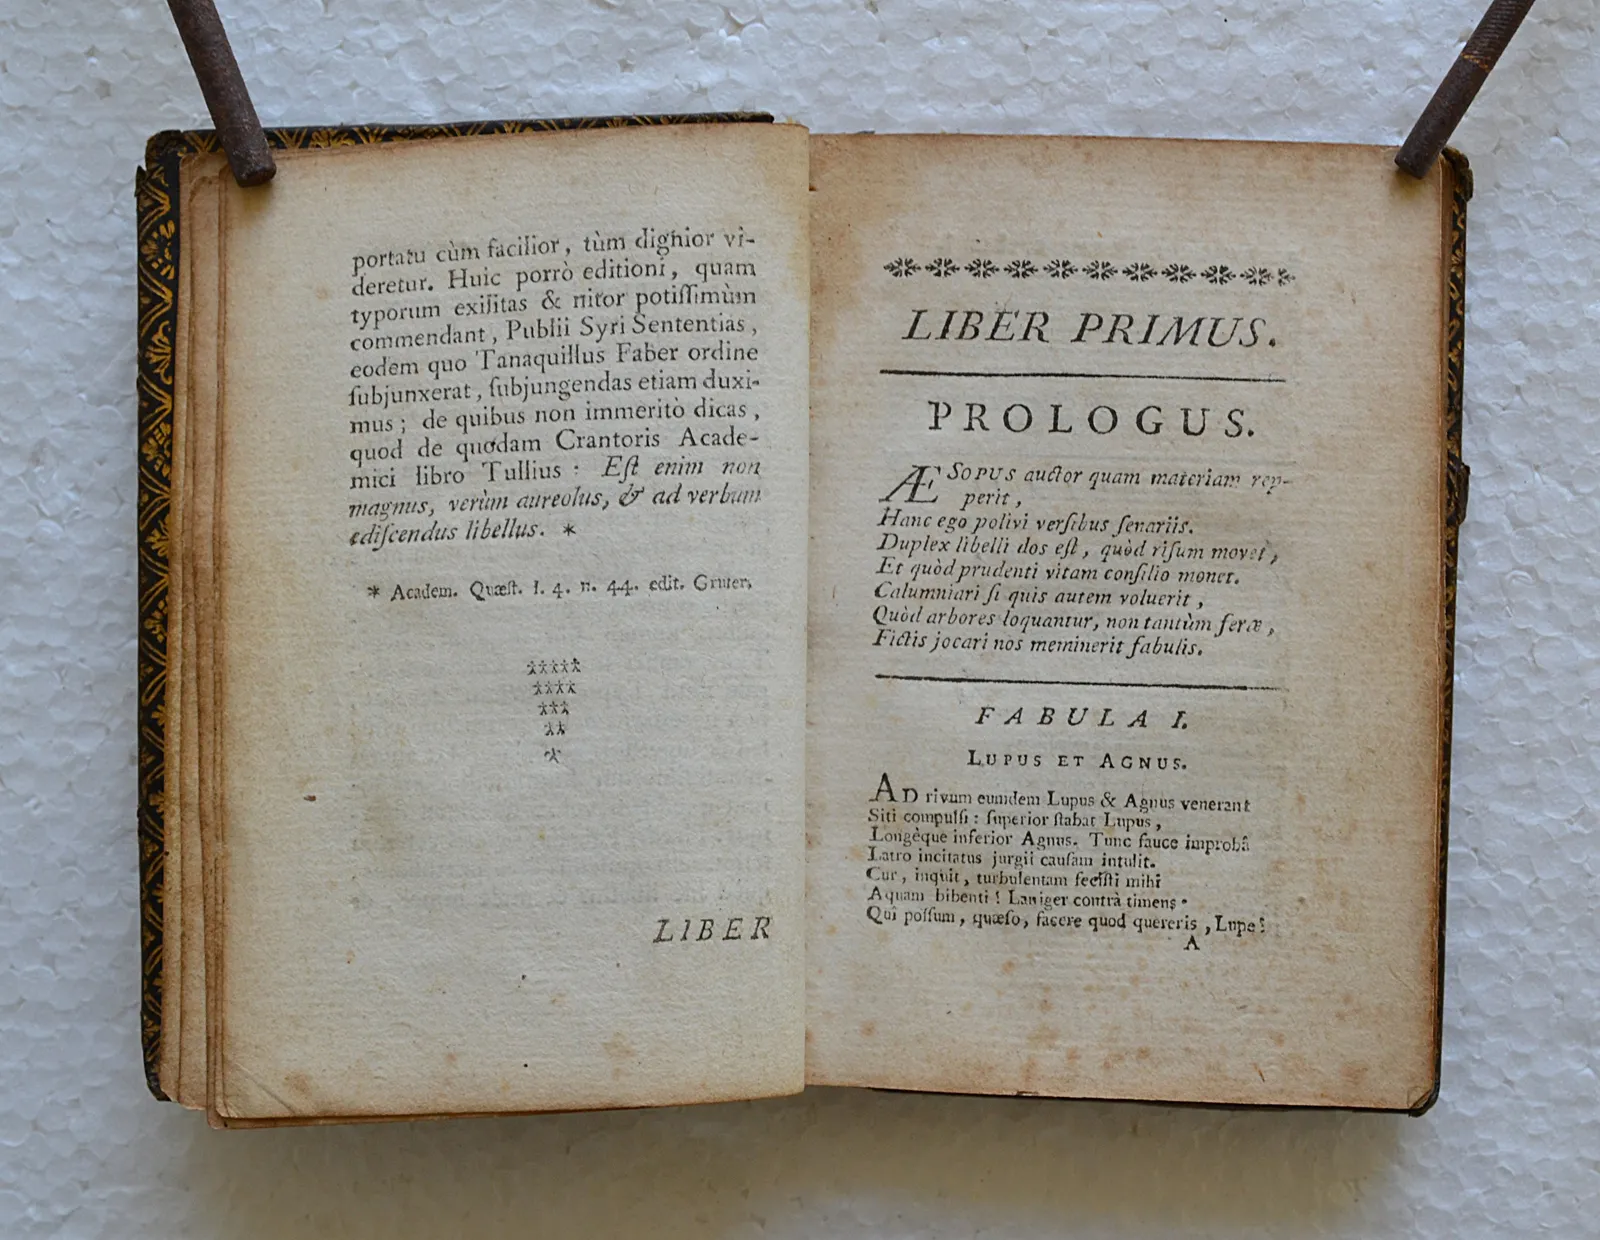 portatu cùm facilior, tùm dignior vi-
deretur. Huic porrò editioni, quam
typorum exilitas & nitor potiſſimùm
commendant, Publii Syri Sententias,
eodem quo Tanaquillus Faber ordine
ſubjunxerat, ſubjungendas etiam duxi-
mus; de quibus non immeritò dicas,
quod de quodam Crantoris Acade-
mici libro Tullius: Eſt enim non
magnus, verùm aureolus, & ad verbum
ediſcendus libellus. *
* Academ. Quæſt. l. 4. n. 44. edit. Gruter.
LIBER
LIBER PRIMUS.
PROLOGUS.
ÆSOPUS auctor quam materiam rep-
perit,
Hanc ego polivi verſibus ſenariis.
Duplex libelli dos eſt, quòd riſum movet,
Et quòd prudenti vitam conſilio monet.
Calumniari ſi quis autem voluerit,
Quòd arbores loquantur, non tantùm feræ,
Fictis jocari nos meminerit fabulis.
FABULA I.
LUPUS ET AGNUS.
AD rivum eumdem Lupus & Agnus venerant
Siti compulſi: ſuperior ſtabat Lupus,
Longèque inferior Agnus. Tunc fauce improbâ
Latro incitatus jurgii cauſam intulit.
Cur, inquit, turbulentam feciſti mihi
Aquam bibenti! Laniger contrà timens.
Quî poſſum, quæſo, facere quod quereris, Lupe!
A